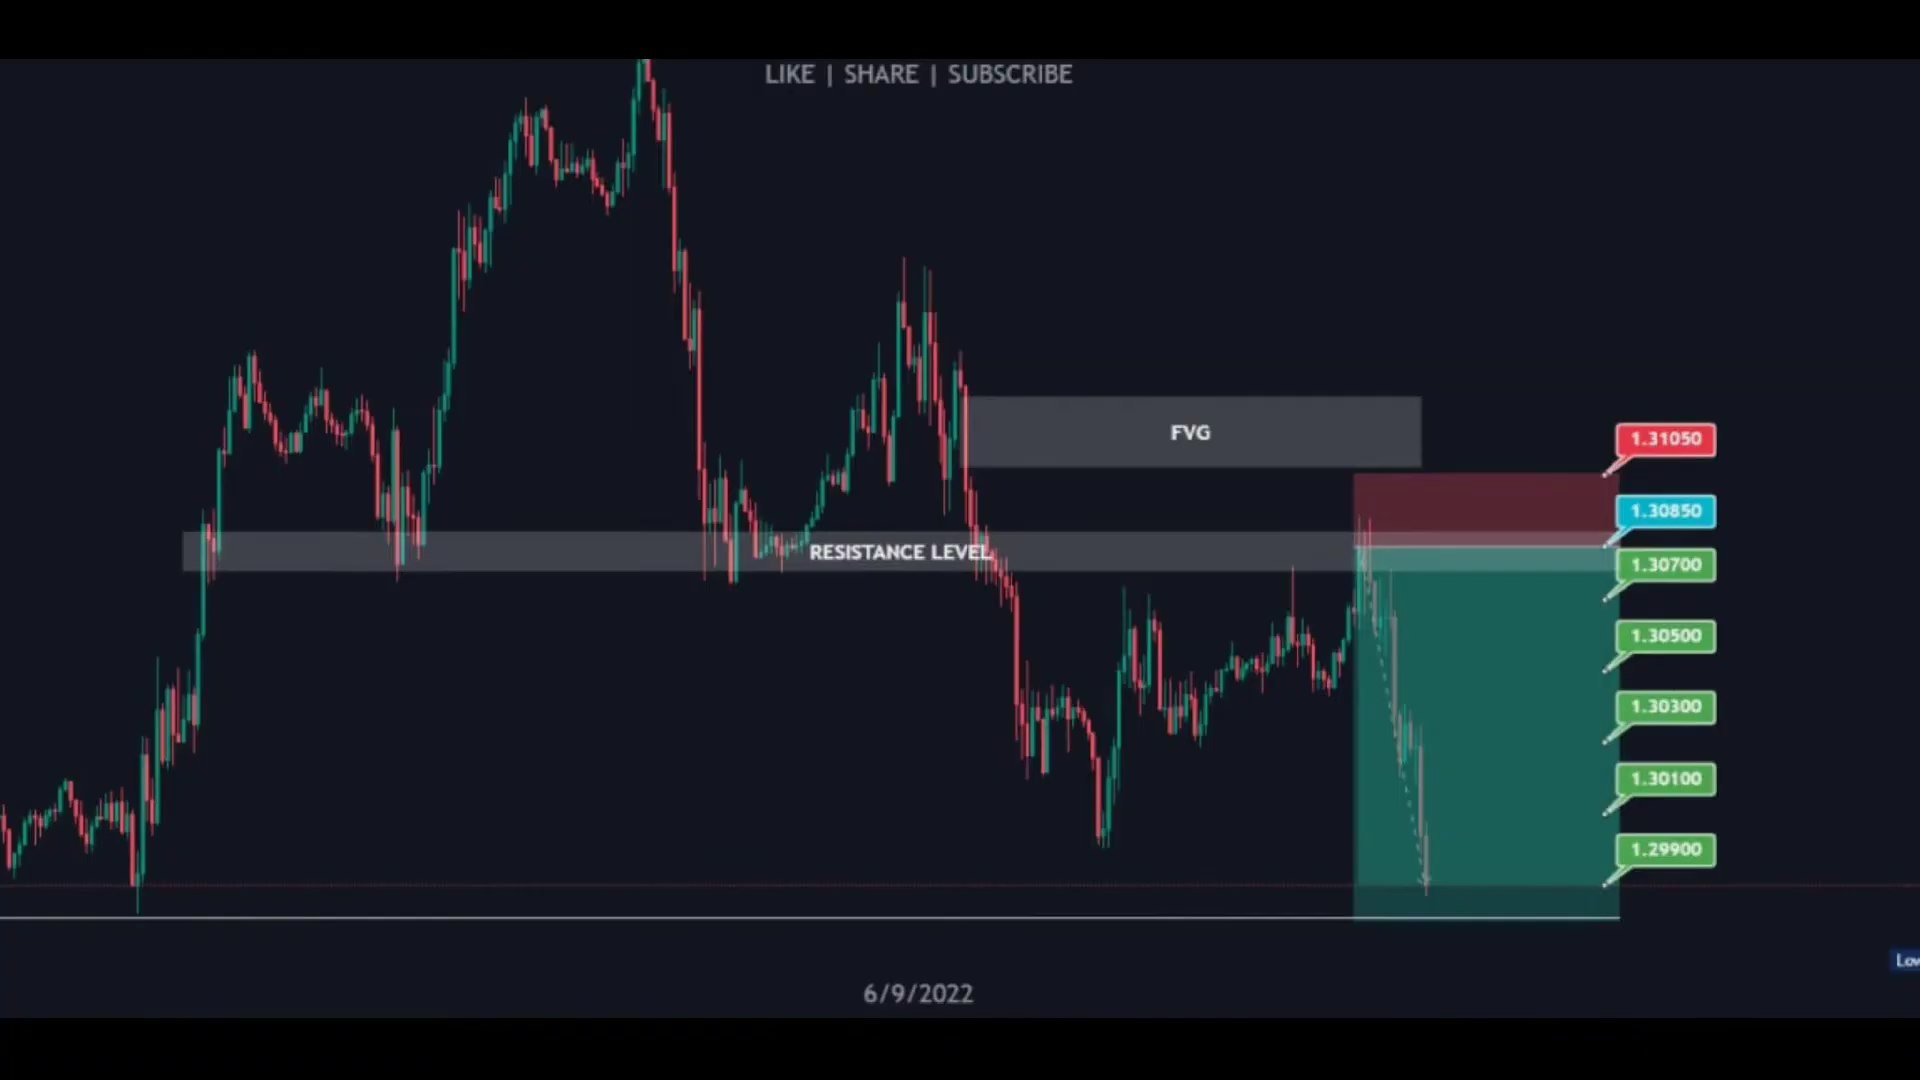 LIKE | SHARE | SUBSCRIBE
FVG
1.31050
1.30850
RESISTANCE LEVEL
1.30700
1.30500
1.30300
1.30100
1.29900
Low
6/9/2022